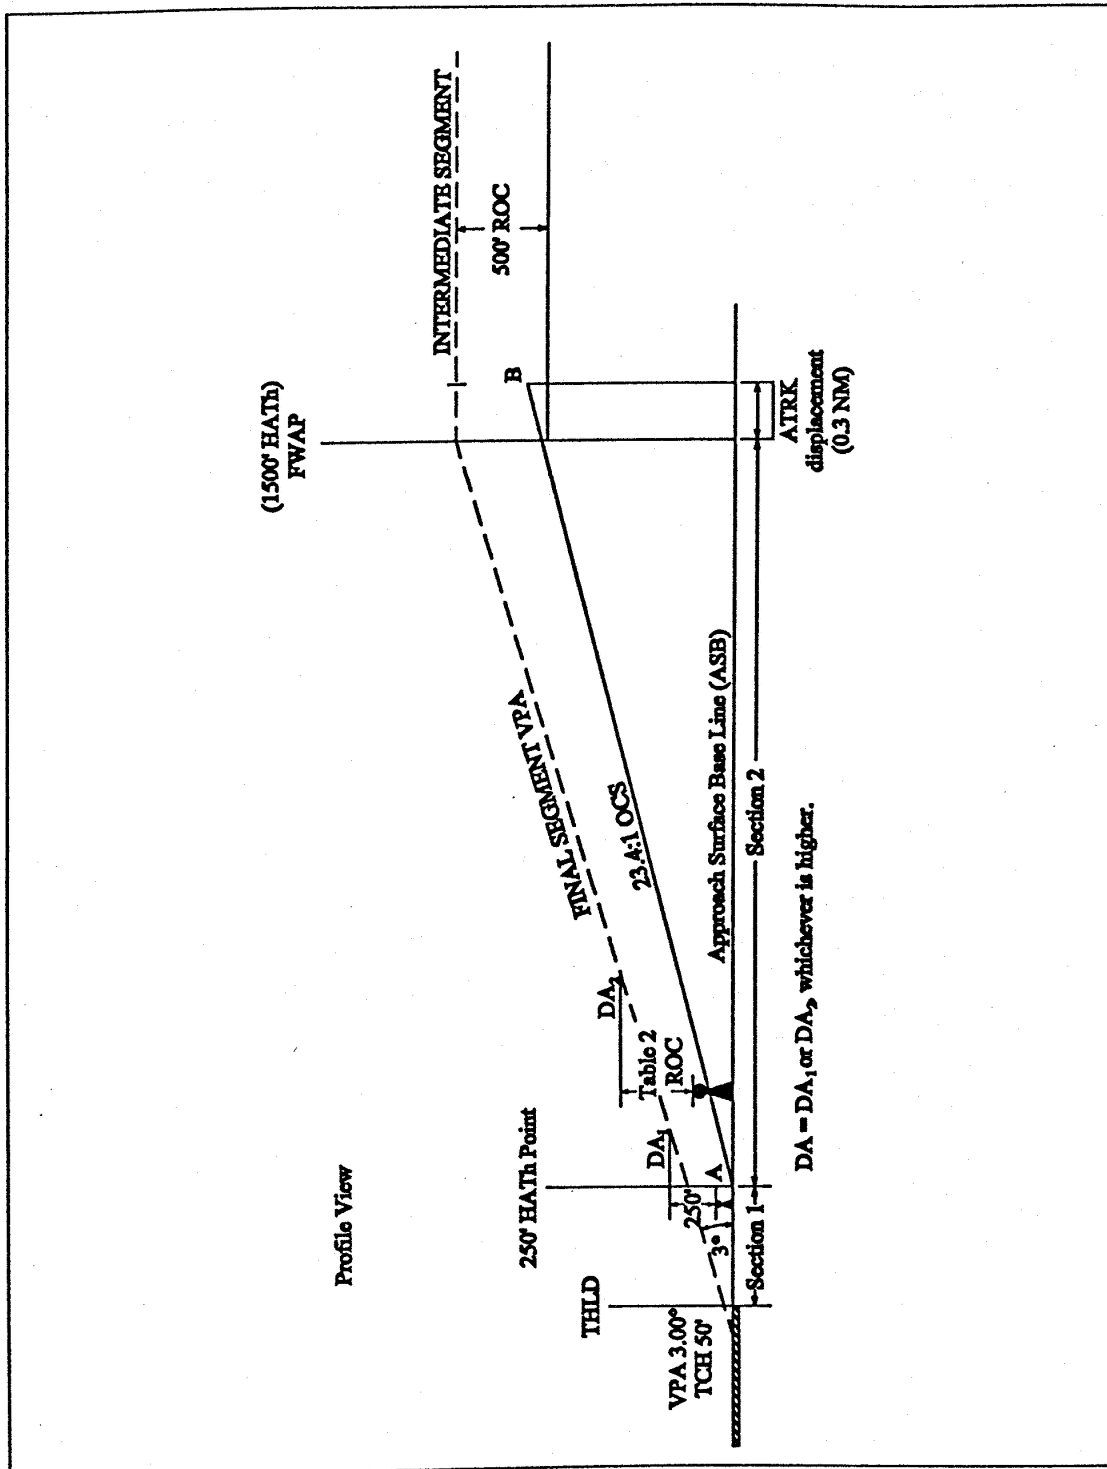 Profile View
(1500' HATh)
FWAP
250' HATh Point
THLD
INTERMEDIATE SEGMENT
500' ROC
B
FINAL SEGMENT VPA
23.4:1 OCS
DA2
Table 2
ROC
DA1
250'
A
3°
VPA 3.00°
TCH 50'
Approach Surface Base Line (ASB)
Section 1
Section 2
ATRK
displacement
(0.3 NM)
DA = DA1 or DA2, whichever is higher.